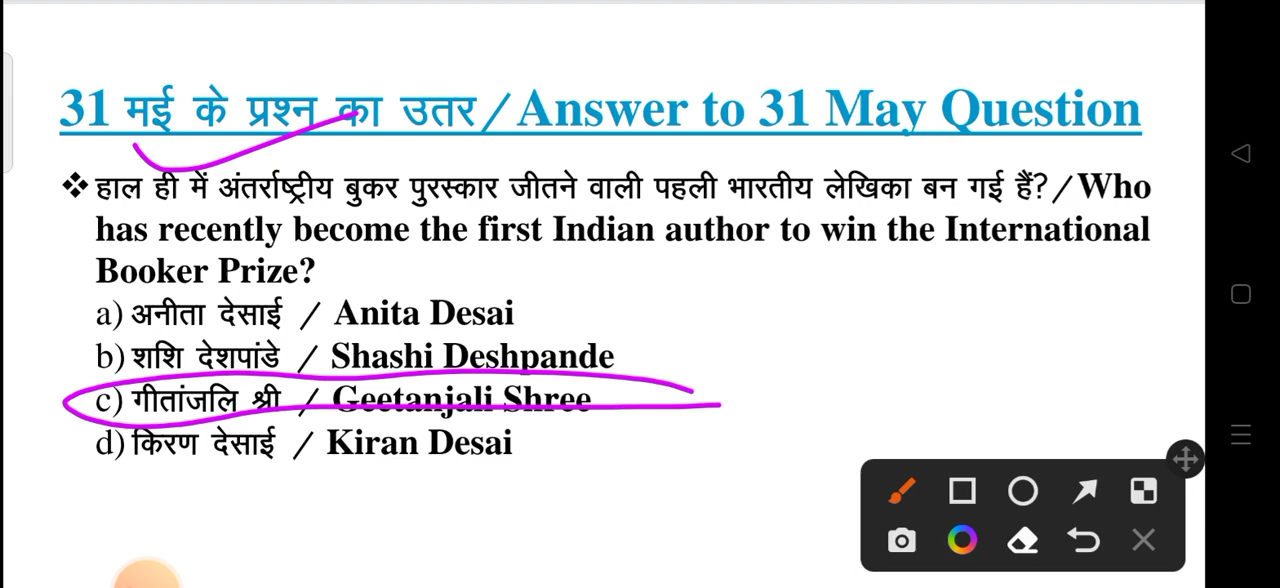 31 मई के प्रश्न का उतर/Answer to 31 May Question
❖ हाल ही में अंतर्राष्ट्रीय बुकर पुरस्कार जीतने वाली पहली भारतीय लेखिका बन गई हैं?/Who
has recently become the first Indian author to win the International
Booker Prize?
a) अनीता देसाई / Anita Desai
b) शशि देशपांडे / Shashi Deshpande
c) गीतांजलि श्री / Geetanjali Shree
d) किरण देसाई / Kiran Desai